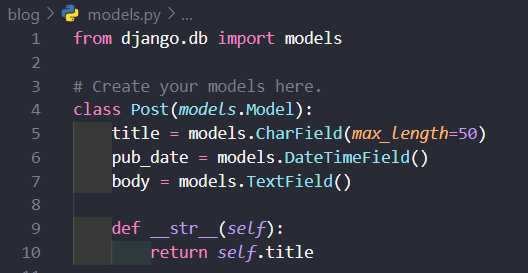 blog > models.py > ...
1 from django.db import models
2
3 # Create your models here.
4 class Post(models.Model):
5     title = models.CharField(max_length=50)
6     pub_date = models.DateTimeField()
7     body = models.TextField()
8
9     def __str__(self):
10         return self.title